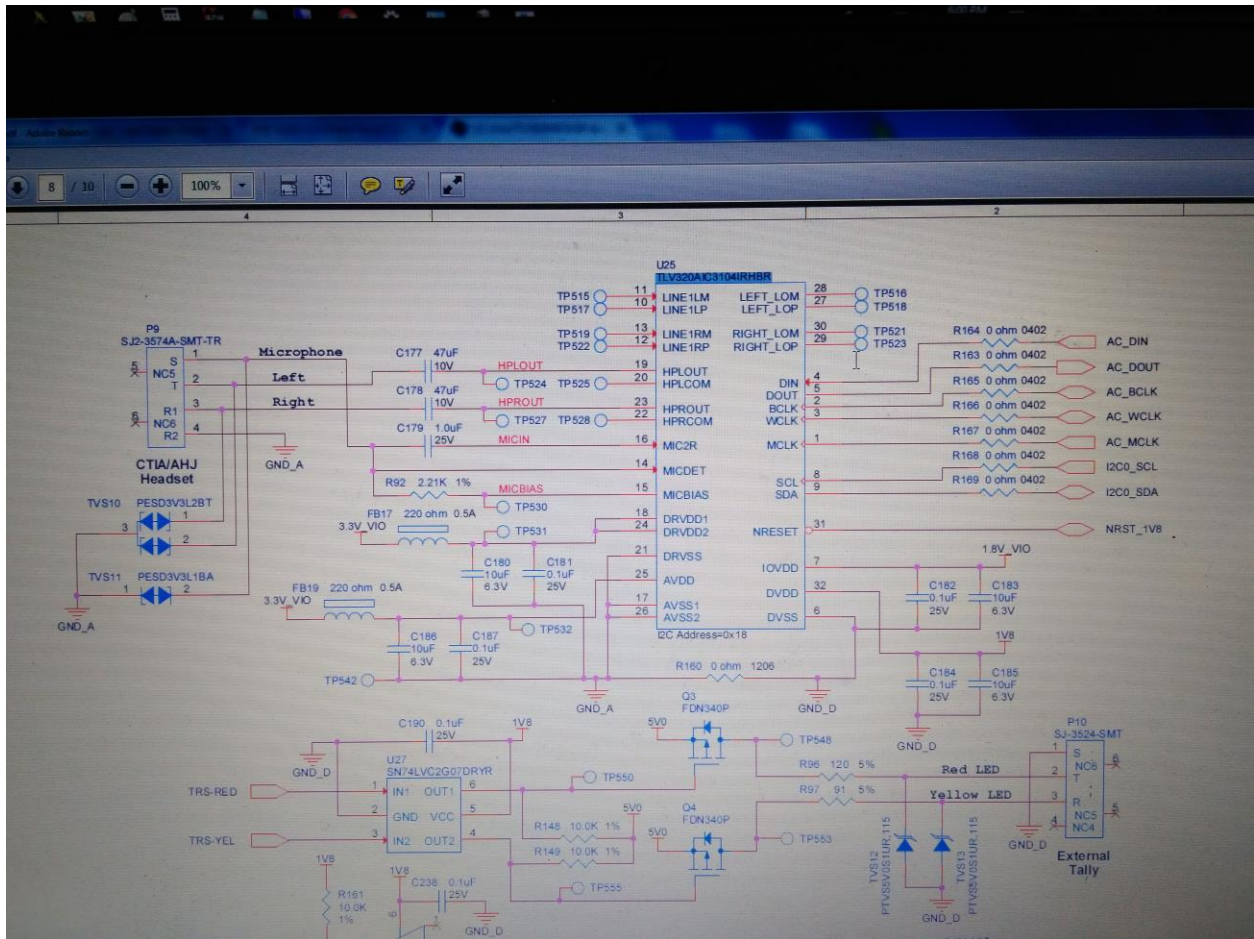 Adobe Reader
8 / 10
100%
4
3
2
U25
TLV320AIC3104IRHBR
TP515
11
LINE1LM
LEFT_LOM
28
TP516
TP517
10
LINE1LP
LEFT_LOP
27
TP518
TP519
13
LINE1RM
RIGHT_LOM
30
TP521
TP522
12
LINE1RP
RIGHT_LOP
29
TP523
P9
SJ2-3574A-SMT-TR
S
1
Microphone
5
NC5
T
2
Left
R1
3
Right
6
NC6
R2
4
GND_A
CTIA/AHJ
Headset
C177 47uF
10V
HPLOUT
19
HPLOUT
TP524
TP525
20
HPLCOM
C178 47uF
10V
HPROUT
23
HPROUT
TP527
TP528
22
HPRCOM
C179 1.0uF
25V
MICIN
16
MIC2R
14
MICDET
R92 2.21K 1%
MICBIAS
15
MICBIAS
TP530
DIN
4
R164 0 ohm 0402
AC_DIN
DOUT
5
R163 0 ohm 0402
AC_DOUT
BCLK
2
R165 0 ohm 0402
AC_BCLK
WCLK
3
R166 0 ohm 0402
AC_WCLK
MCLK
1
R167 0 ohm 0402
AC_MCLK
SCL
8
R168 0 ohm 0402
I2C0_SCL
SDA
9
R169 0 ohm 0402
I2C0_SDA
NRESET
31
NRST_1V8
TVS10 PESD3V3L2BT
3
1
2
TVS11 PESD3V3L1BA
1
2
GND_A
FB17 220 ohm 0.5A
3.3V_VIO
TP531
18
DRVDD1
24
DRVDD2
C180
10uF
6.3V
C181
0.1uF
25V
21
DRVSS
25
AVDD
17
AVSS1
26
AVSS2
FB19 220 ohm 0.5A
3.3V_VIO
TP532
C186
10uF
6.3V
C187
0.1uF
25V
TP542
IOVDD
7
1.8V_VIO
DVDD
32
DVSS
6
C182
0.1uF
25V
C183
10uF
6.3V
1V8
C184
0.1uF
25V
C185
10uF
6.3V
GND_D
I2C Address=0x18
R160 0 ohm 1206
GND_A
GND_D
C190 0.1uF
25V
1V8
GND_D
U27
SN74LVC2G07DRYR
TRS-RED
1
IN1
OUT1
6
2
GND
VCC
5
TRS-YEL
3
IN2
OUT2
4
TP550
R148 10.0K 1%
5V0
R149 10.0K 1%
TP555
Q3
FDN340P
5V0
TP548
Q4
FDN340P
5V0
TP553
R96 120 5%
Red LED
R97 91 5%
Yellow LED
TVS12
PTVS5V0S1UR,115
TVS13
PTVS5V0S1UR,115
GND_D
P10
SJ-3524-SMT
1
S
NC6
6
2
T
3
R
NC5
5
4
NC4
GND_D
External
Tally
1V8
R161
10.0K
1%
1V8
C238 0.1uF
25V
GND_D
6
1